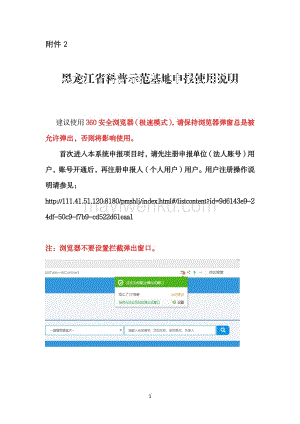 附件 2
黑龙江省科普示范基地申报使用说明
建议使用 360 安全浏览器（极速模式），请保持浏览器弹窗总是被
允许弹出，否则将影响使用。
首次进入本系统申报项目时，请先注册申报单位（法人账号）用
户，账号开通后，再注册申报人（个人用户）用户。用户注册操作说
明请参见：
http://111.41.51.120:8180/pmshlj/index.html#/listcontent?id=9d6143e9-2
4df-50c9-f7b9-cd522d61eaa1
mayiwenku.com
注：浏览器不要设置拦截弹出窗口。
1